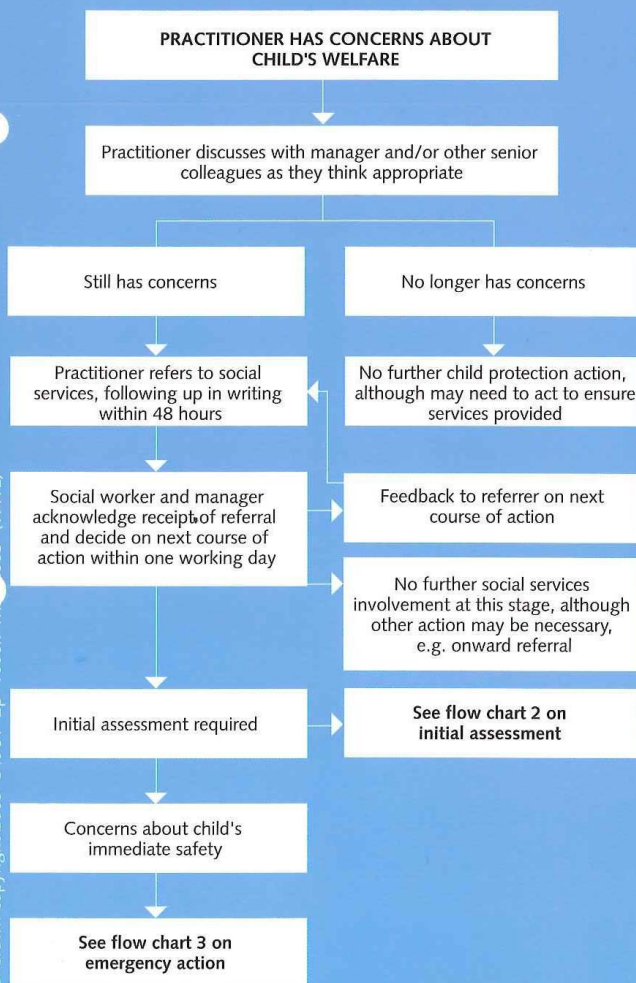 PRACTITIONER HAS CONCERNS ABOUT
CHILD'S WELFARE
Practitioner discusses with manager and/or other senior
colleagues as they think appropriate
Still has concerns
No longer has concerns
Practitioner refers to social
services, following up in writing
within 48 hours
No further child protection action,
although may need to act to ensure
services provided
Social worker and manager
acknowledge receipt of referral
and decide on next course of
action within one working day
Feedback to referrer on next
course of action
No further social services
involvement at this stage, although
other action may be necessary,
e.g. onward referral
Initial assessment required
See flow chart 2 on
initial assessment
Concerns about child's
immediate safety
See flow chart 3 on
emergency action